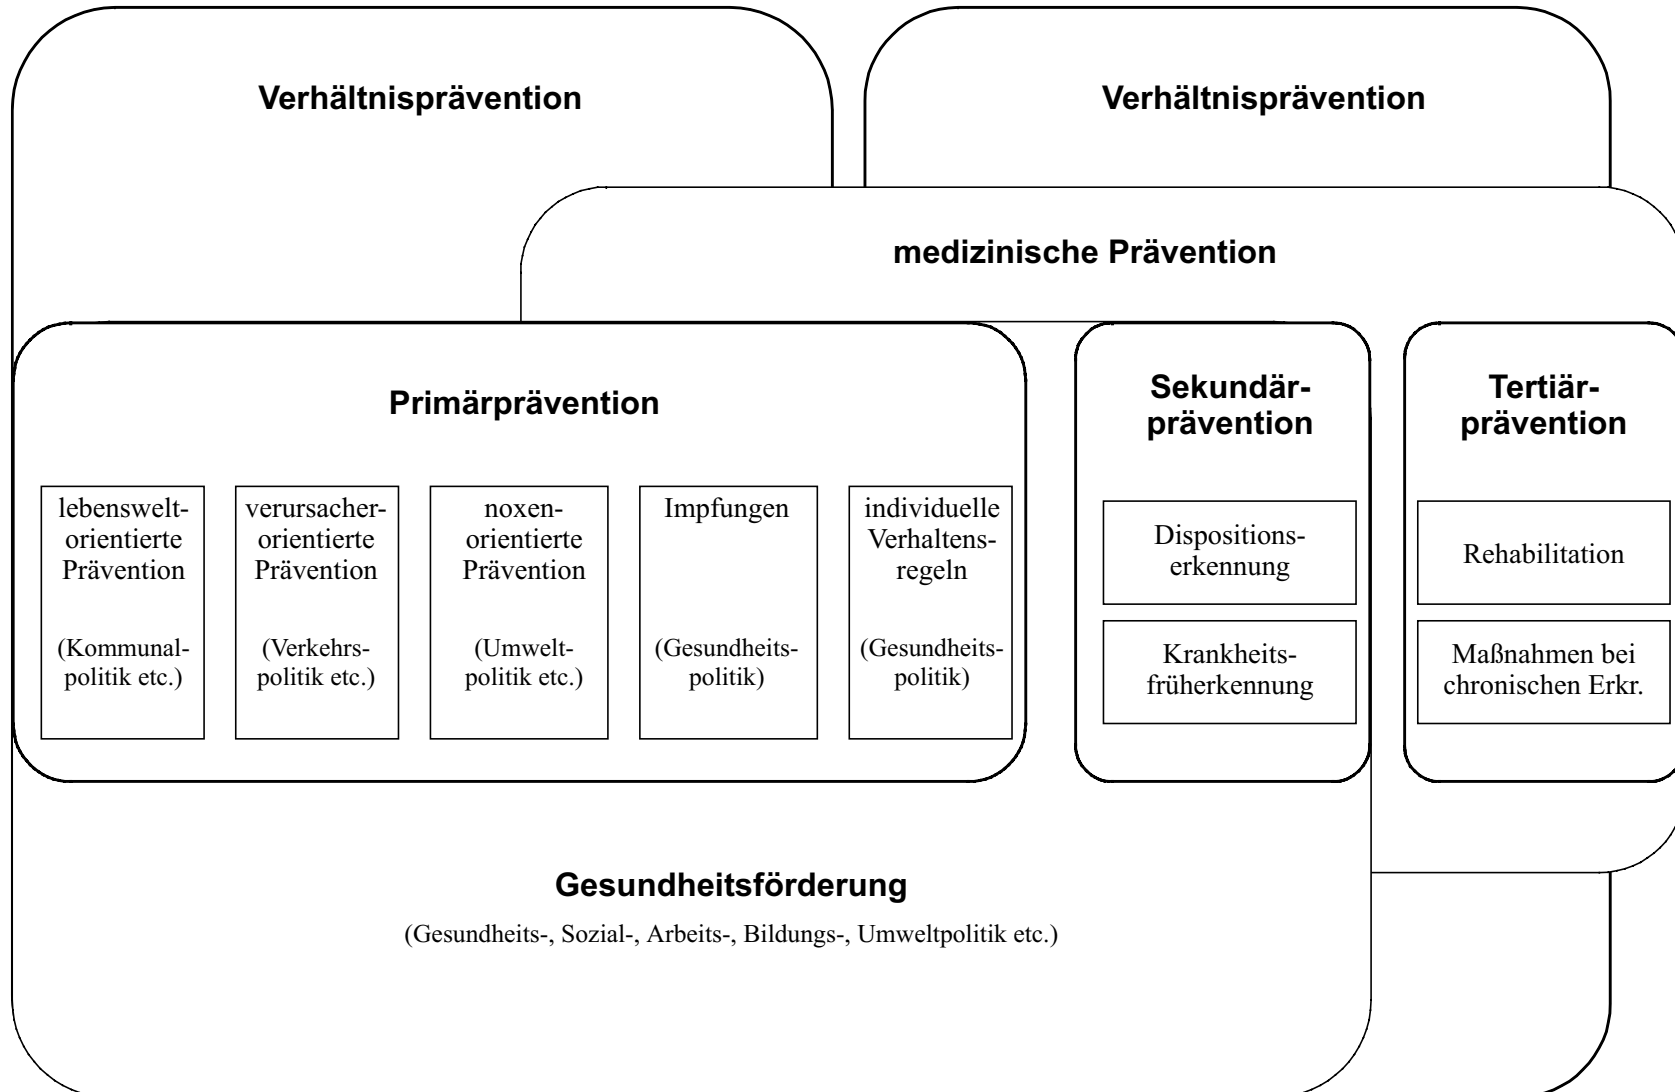 Verhältnisprävention
Verhältnisprävention
medizinische Prävention
Primärprävention
lebenswelt-
orientierte
Prävention
(Kommunal-
politik etc.)
verursacher-
orientierte
Prävention
(Verkehrs-
politik etc.)
noxen-
orientierte
Prävention
(Umwelt-
politik etc.)
Impfungen
(Gesundheits-
politik)
individuelle
Verhaltens-
regeln
(Gesundheits-
politik)
Sekundär-
prävention
Dispositions-
erkennung
Krankheits-
früherkennung
Tertiär-
prävention
Rehabilitation
Maßnahmen bei
chronischen Erkr.
Gesundheitsförderung
(Gesundheits-, Sozial-, Arbeits-, Bildungs-, Umweltpolitik etc.)